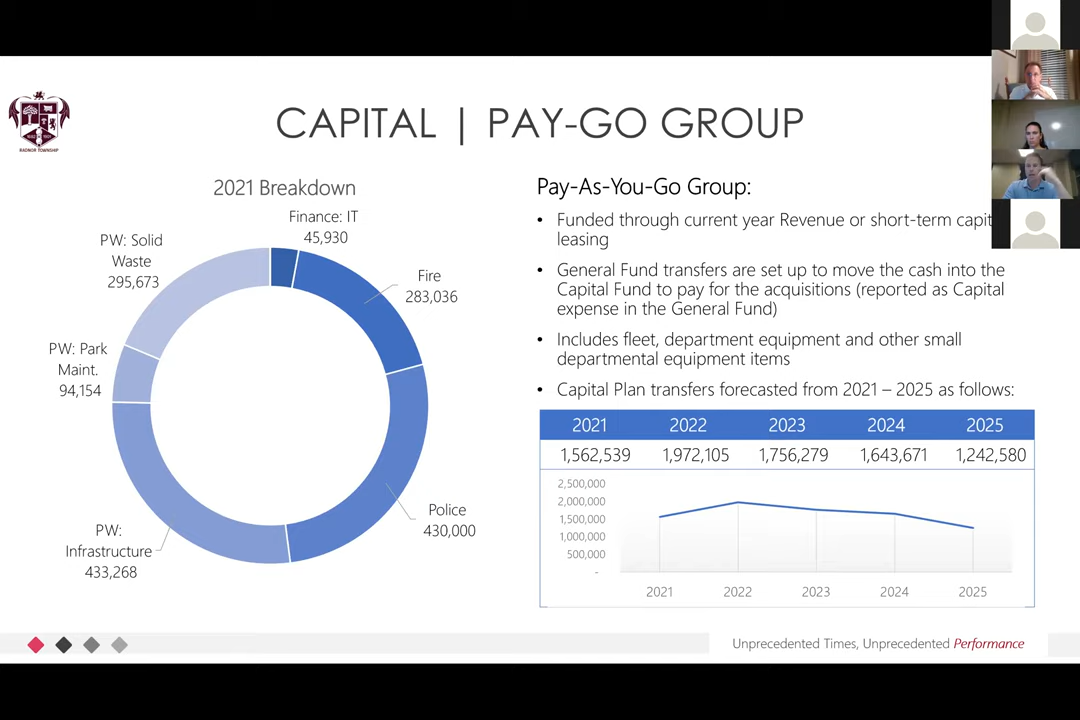 CAPITAL | PAY-GO GROUP
RADNOR TOWNSHIP
2021 Breakdown
Finance: IT
45,930
Fire
283,036
Police
430,000
PW:
Infrastructure
433,268
PW: Park
Maint.
94,154
PW: Solid
Waste
295,673
Pay-As-You-Go Group:
• Funded through current year Revenue or short-term capit
leasing
• General Fund transfers are set up to move the cash into the
Capital Fund to pay for the acquisitions (reported as Capital
expense in the General Fund)
• Includes fleet, department equipment and other small
departmental equipment items
• Capital Plan transfers forecasted from 2021 – 2025 as follows:
2021 2022 2023 2024 2025
1,562,539 1,972,105 1,756,279 1,643,671 1,242,580
2,500,000
2,000,000
1,500,000
1,000,000
500,000
-
2021 2022 2023 2024 2025
Unprecedented Times, Unprecedented Performance